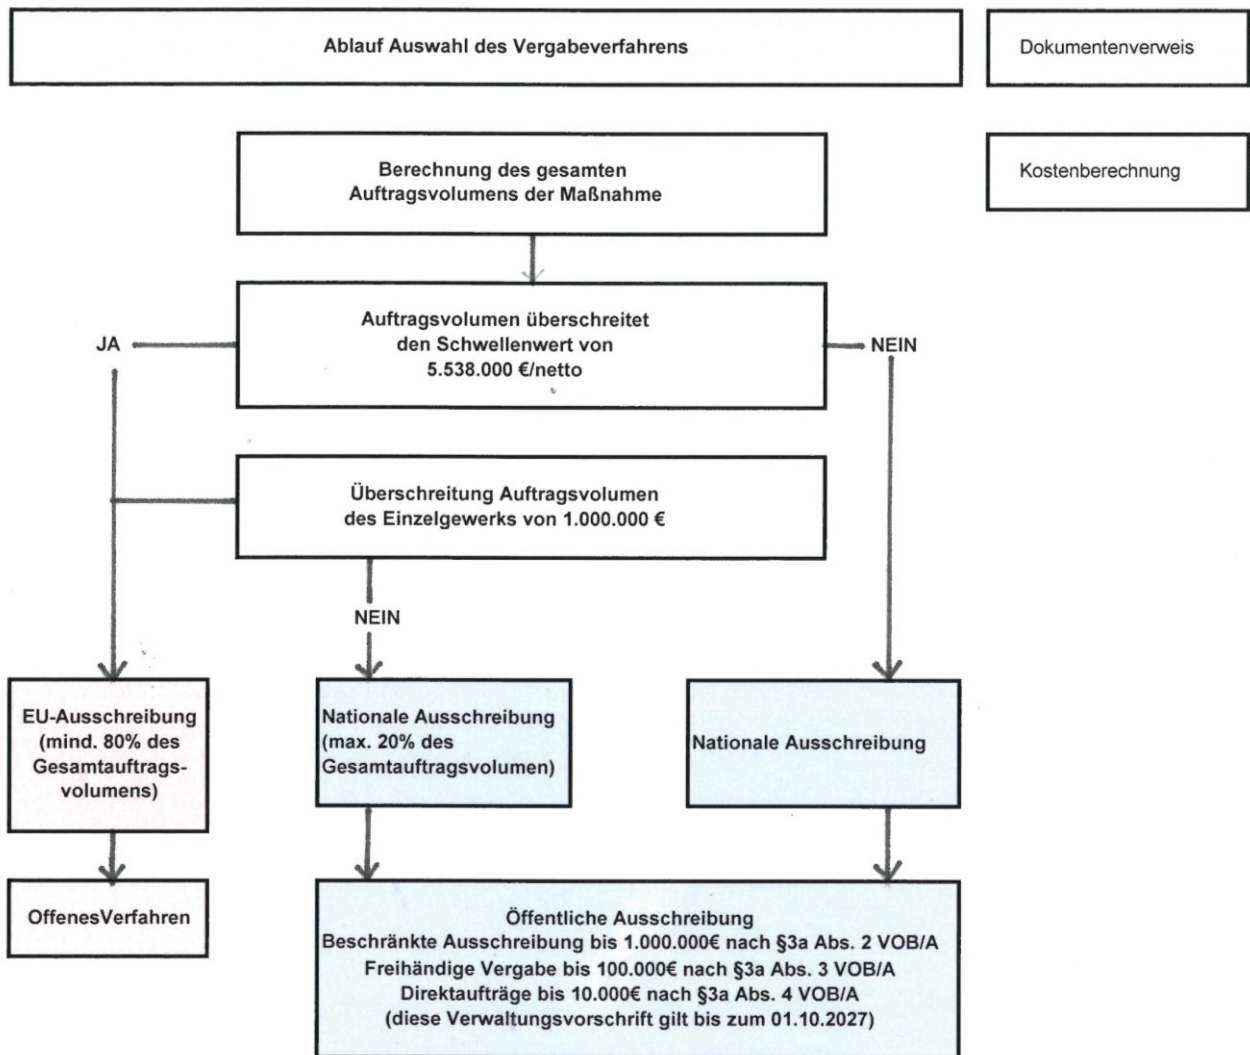 Ablauf Auswahl des Vergabeverfahrens
Dokumentenverweis
Berechnung des gesamten
Auftragsvolumens der Maßnahme
Kostenberechnung
Auftragsvolumen überschreitet
den Schwellenwert von
5.538.000 €/netto
JA
NEIN
Überschreitung Auftragsvolumen
des Einzelgewerks von 1.000.000 €
NEIN
EU-Ausschreibung
(mind. 80% des
Gesamtauftrags-
volumens)
Nationale Ausschreibung
(max. 20% des
Gesamtauftragsvolumen)
Nationale Ausschreibung
OffenesVerfahren
Öffentliche Ausschreibung
Beschränkte Ausschreibung bis 1.000.000€ nach §3a Abs. 2 VOB/A
Freihändige Vergabe bis 100.000€ nach §3a Abs. 3 VOB/A
Direktaufträge bis 10.000€ nach §3a Abs. 4 VOB/A
(diese Verwaltungsvorschrift gilt bis zum 01.10.2027)